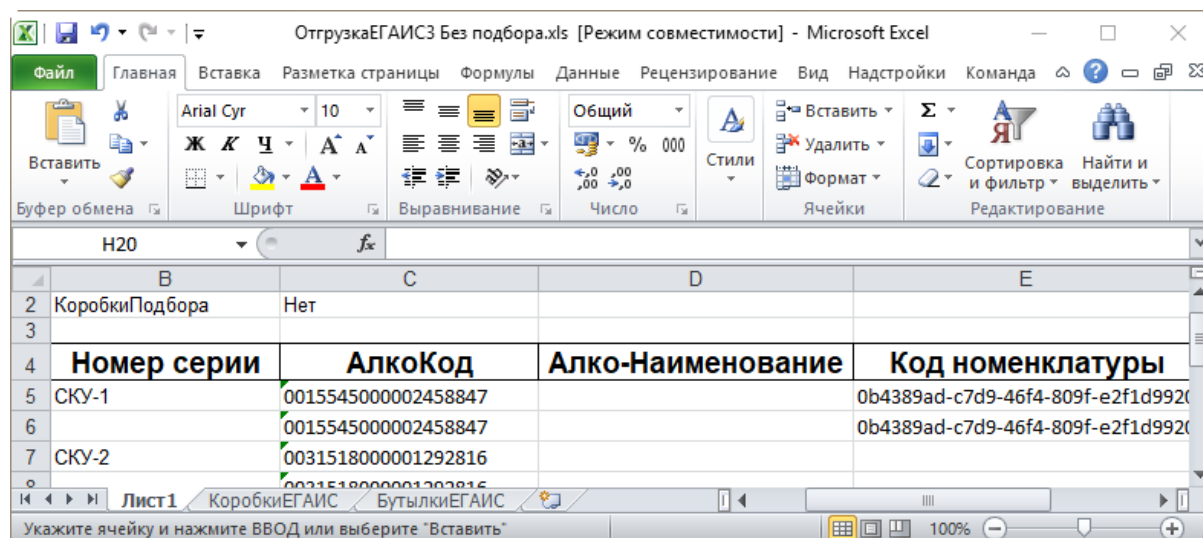 ОтгрузкаЕГАИС3 Без подбора.xls [Режим совместимости] - Microsoft Excel
Файл Главная Вставка Разметка страницы Формулы Данные Рецензирование Вид Надстройки Команда
Arial Cyr 10 Общий Вставить Σ
Вставить Ж К Ч А А % 000 Стили Удалить Сортировка и фильтр Найти и выделить
Формат
Буфер обмена Шрифт Выравнивание Число Ячейки Редактирование
H20 fx
B C D E
2 КоробкиПодбора Нет
3
4 Номер серии АлкоКод Алко-Наименование Код номенклатуры
5 СКУ-1 0015545000002458847 0b4389ad-c7d9-46f4-809f-e2f1d9920
6 0015545000002458847 0b4389ad-c7d9-46f4-809f-e2f1d9920
7 СКУ-2 0031518000001292816
Лист1 КоробкиЕГАИС БутылкиЕГАИС
Укажите ячейку и нажмите ВВОД или выберите "Вставить" 100%